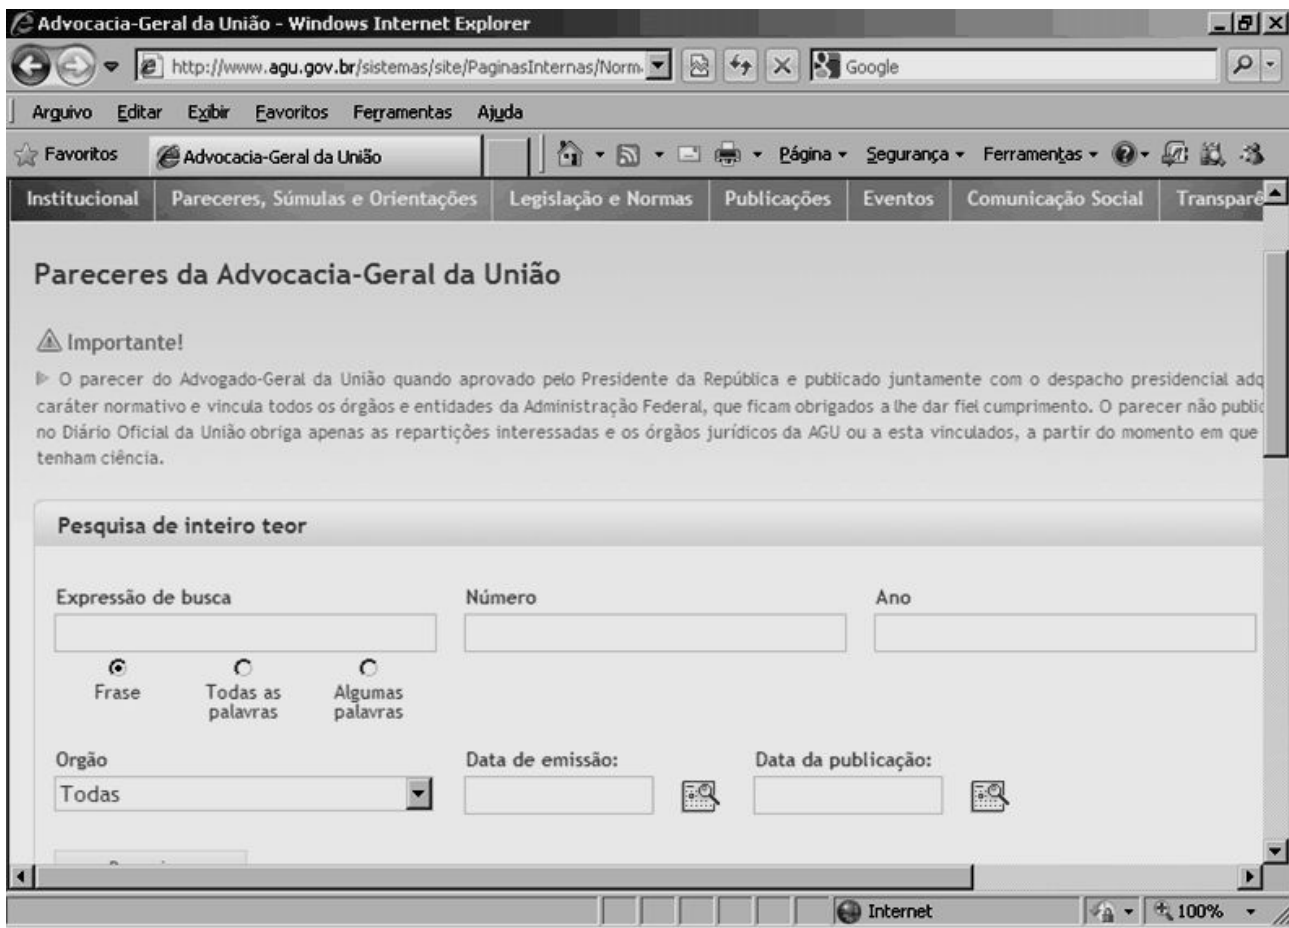 Advocacia-Geral da União - Windows Internet Explorer
http://www.agu.gov.br/sistemas/site/PaginasInternas/Norm
Google
Arquivo Editar Exibir Favoritos Ferramentas Ajuda
Favoritos Advocacia-Geral da União Página Segurança Ferramentas
Institucional Pareceres, Súmulas e Orientações Legislação e Normas Publicações Eventos Comunicação Social Transparê
Pareceres da Advocacia-Geral da União
Importante!
O parecer do Advogado-Geral da União quando aprovado pelo Presidente da República e publicado juntamente com o despacho presidencial adq
caráter normativo e vincula todos os órgãos e entidades da Administração Federal, que ficam obrigados a lhe dar fiel cumprimento. O parecer não public
no Diário Oficial da União obriga apenas as repartições interessadas e os órgãos jurídicos da AGU ou a esta vinculados, a partir do momento em que
tenham ciência.
Pesquisa de inteiro teor
Expressão de busca Número Ano
Frase Todas as palavras Algumas palavras
Orgão Data de emissão: Data da publicação:
Todas
Internet 100%